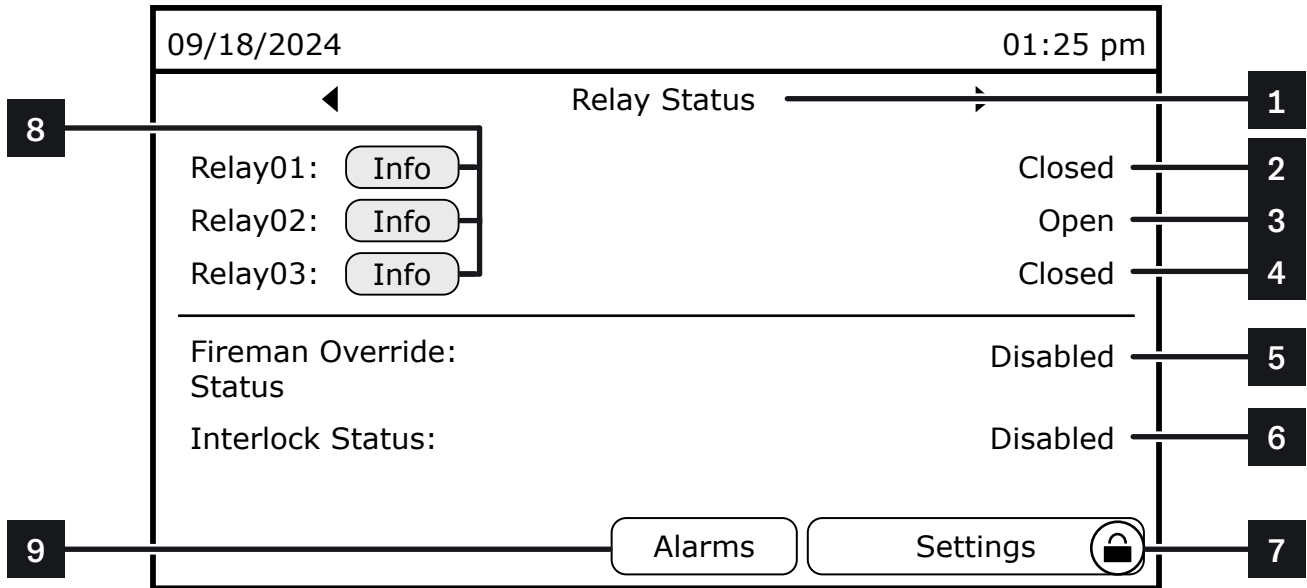 09/18/2024 01:25 pm
Relay Status 1
8
Relay01: Info Closed 2
Relay02: Info Open 3
Relay03: Info Closed 4
Fireman Override: Disabled 5
Status
Interlock Status: Disabled 6
9 Alarms Settings 7